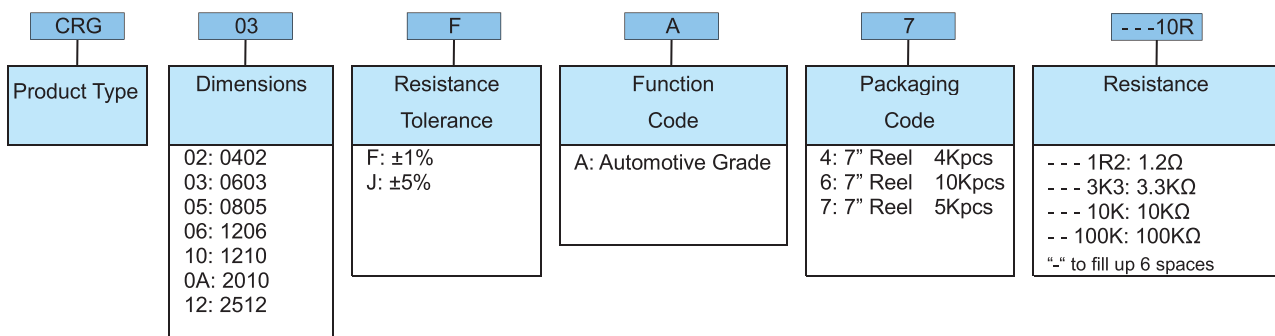 CRG
03
F
A
7
- - -10R
Product Type
Dimensions
Resistance
Tolerance
Function
Code
Packaging
Code
Resistance
02: 0402
03: 0603
05: 0805
06: 1206
10: 1210
0A: 2010
12: 2512
F: ±1%
J: ±5%
A: Automotive Grade
4: 7” Reel 4Kpcs
6: 7” Reel 10Kpcs
7: 7” Reel 5Kpcs
- - - 1R2: 1.2Ω
- - - 3K3: 3.3KΩ
- - - 10K: 10KΩ
- - 100K: 100KΩ
“-“ to fill up 6 spaces